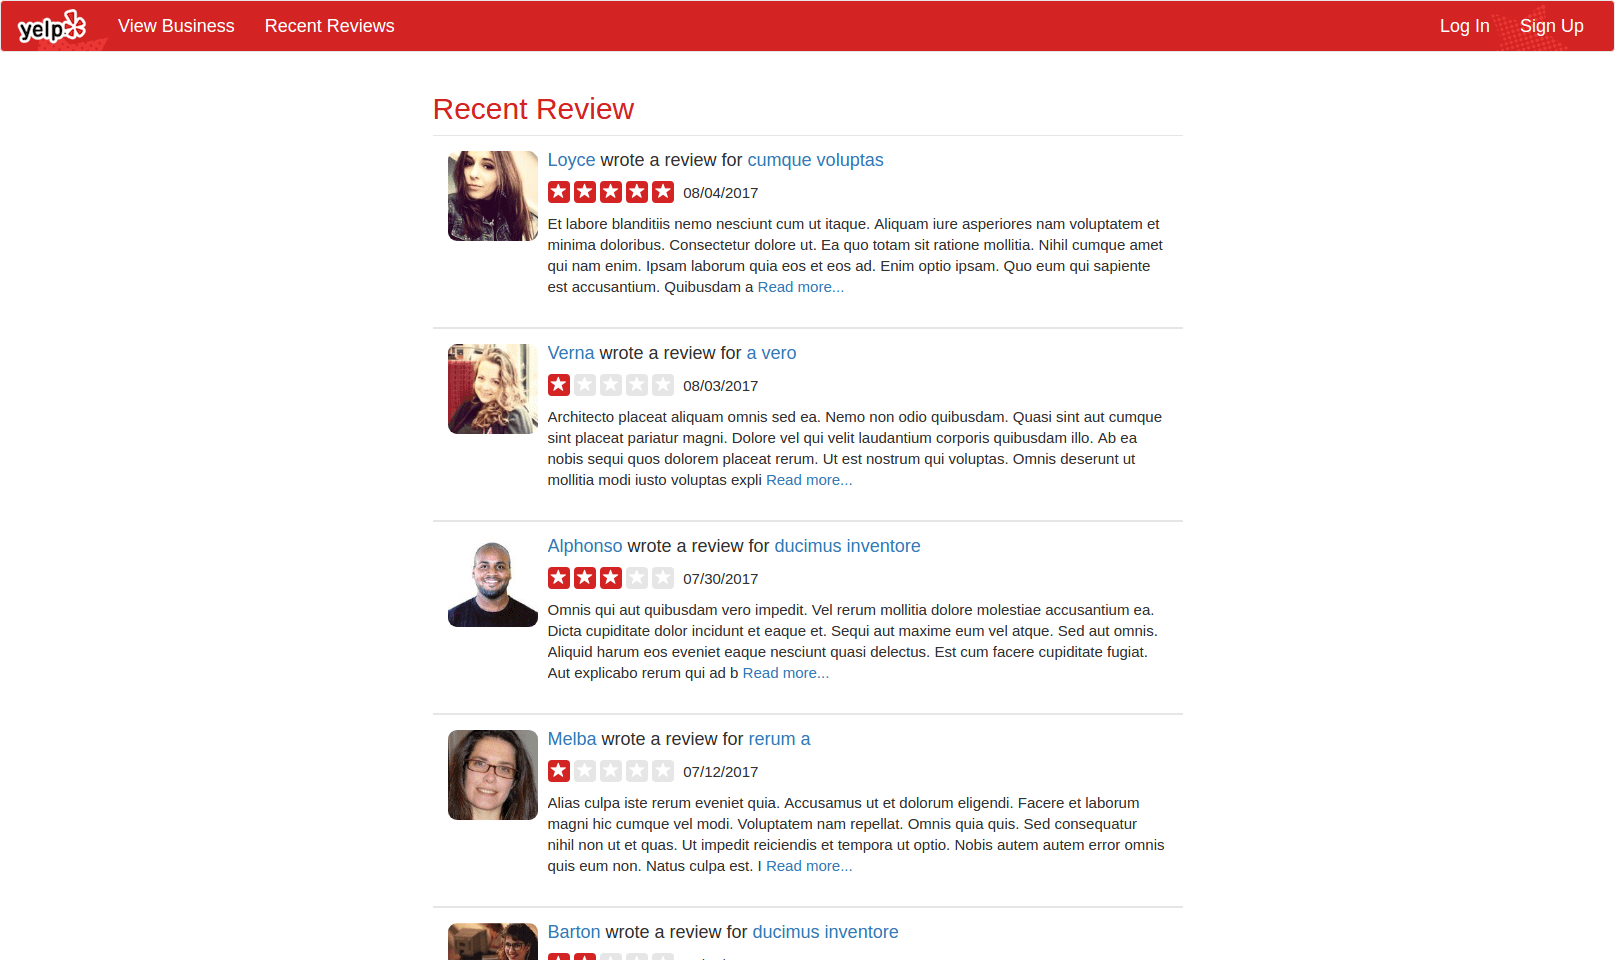 yelp View Business Recent Reviews Log In Sign Up
Recent Review
Loyce wrote a review for cumque voluptas
08/04/2017
Et labore blanditiis nemo nesciunt cum ut itaque. Aliquam iure asperiores nam voluptatem et
minima doloribus. Consectetur dolore ut. Ea quo totam sit ratione mollitia. Nihil cumque amet
qui nam enim. Ipsam laborum quia eos et eos ad. Enim optio ipsam. Quo eum qui sapiente
est accusantium. Quibusdam a Read more...
Verna wrote a review for a vero
08/03/2017
Architecto placeat aliquam omnis sed ea. Nemo non odio quibusdam. Quasi sint aut cumque
sint placeat pariatur magni. Dolore vel qui velit laudantium corporis quibusdam illo. Ab ea
nobis sequi quos dolorem placeat rerum. Ut est nostrum qui voluptas. Omnis deserunt ut
mollitia modi iusto voluptas expli Read more...
Alphonso wrote a review for ducimus inventore
07/30/2017
Omnis qui aut quibusdam vero impedit. Vel rerum mollitia dolore molestiae accusantium ea.
Dicta cupiditate dolor incidunt et eaque et. Sequi aut maxime eum vel atque. Sed aut omnis.
Aliquid harum eos eveniet eaque nesciunt quasi delectus. Est cum facere cupiditate fugiat.
Aut explicabo rerum qui ad b Read more...
Melba wrote a review for rerum a
07/12/2017
Alias culpa iste rerum eveniet quia. Accusamus ut et dolorum eligendi. Facere et laborum
magni hic cumque vel modi. Voluptatem nam repellat. Omnis quia quis. Sed consequatur
nihil non ut et quas. Ut impedit reiciendis et tempora ut optio. Nobis autem autem error omnis
quis eum non. Natus culpa est. I Read more...
Barton wrote a review for ducimus inventore